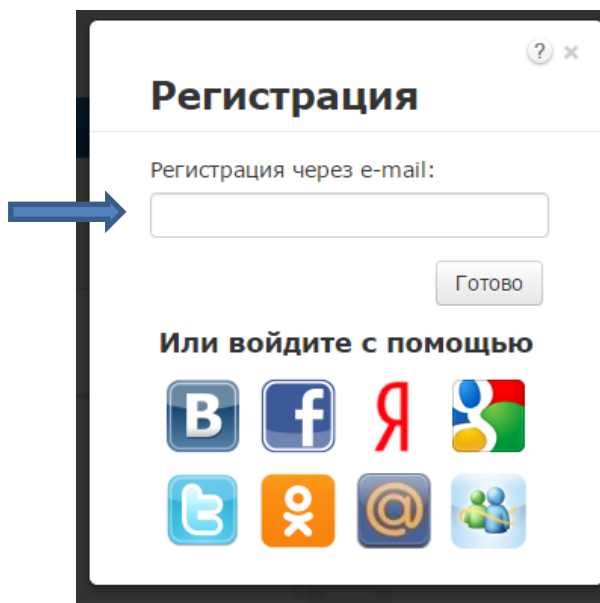 ?
×
Регистрация
Регистрация через e-mail:
Готово
Или войдите с помощью
В f Я g
t @